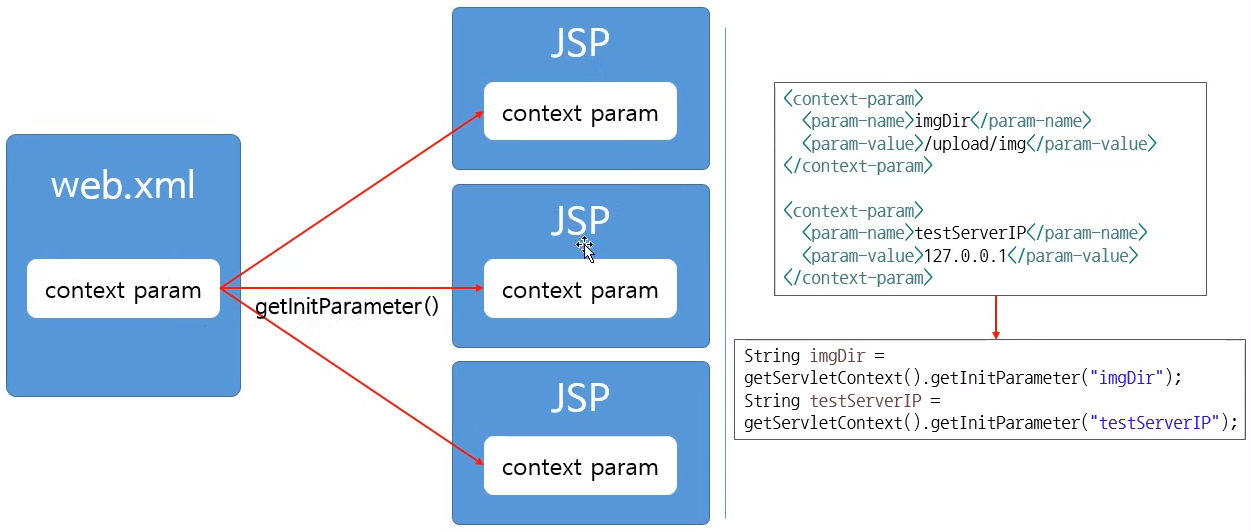 web.xml
context param
getInitParameter()
JSP
context param
JSP
context param
JSP
context param
<context-param>
<param-name>imgDir</param-name>
<param-value>/upload/img</param-value>
</context-param>
<context-param>
<param-name>testServerIP</param-name>
<param-value>127.0.0.1</param-value>
</context-param>
String imgDir =
getServletContext().getInitParameter("imgDir");
String testServerIP =
getServletContext().getInitParameter("testServerIP");